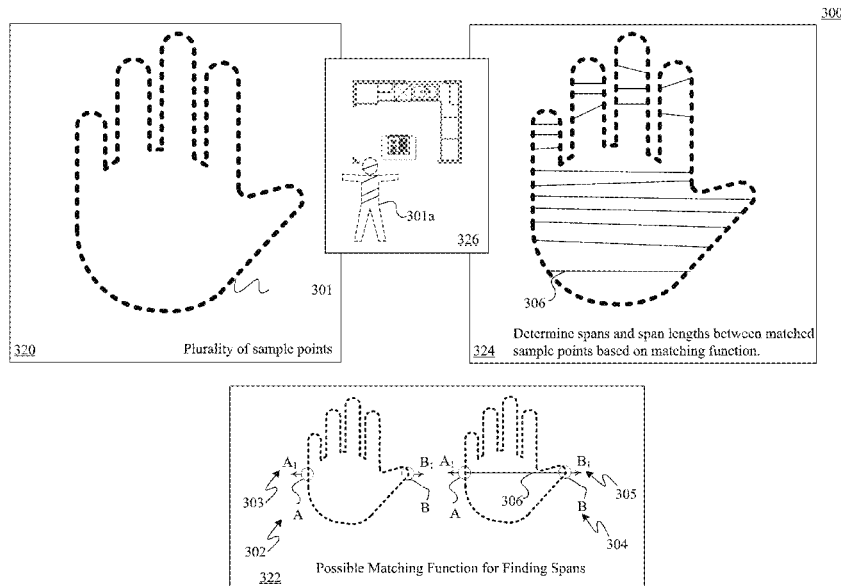 300
301
320
Plurality of sample points
301a
326
306
324
Determine spans and span lengths between matched
sample points based on matching function.
A1
B1
A1
B1
303
306
305
A
B
A
B
302
304
322
Possible Matching Function for Finding Spans